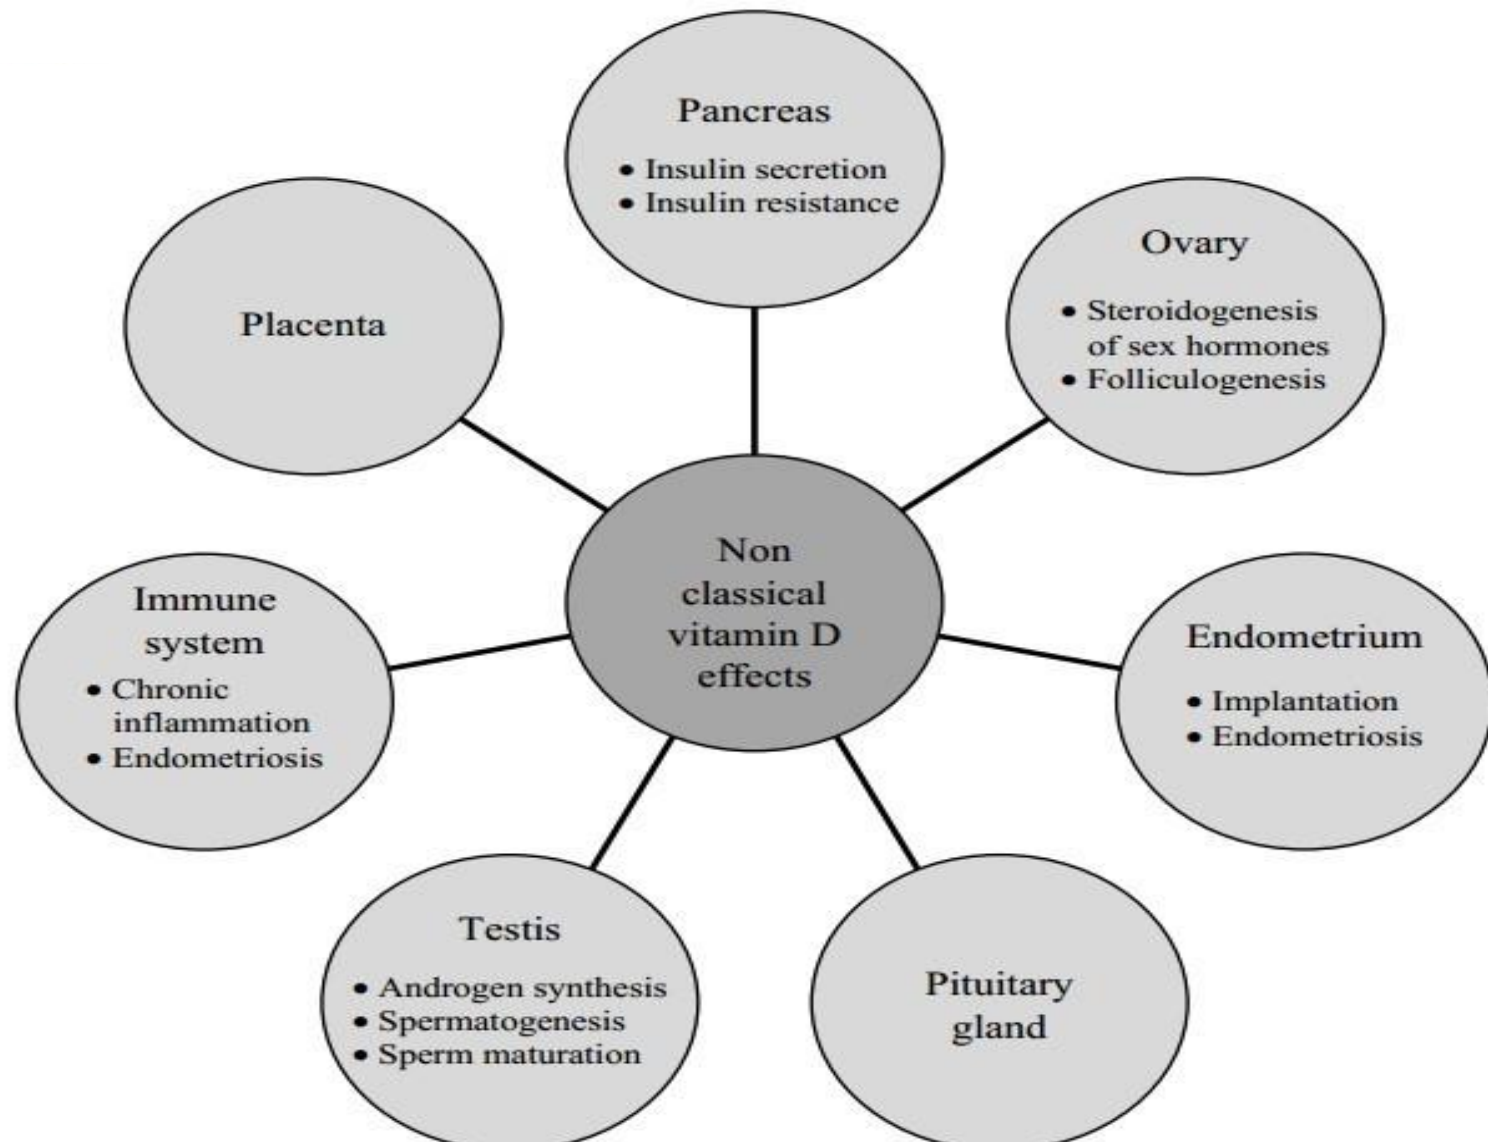 Pancreas
• Insulin secretion
• Insulin resistance
Ovary
• Steroidogenesis
of sex hormones
• Folliculogenesis
Endometrium
• Implantation
• Endometriosis
Pituitary
gland
Testis
• Androgen synthesis
• Spermatogenesis
• Sperm maturation
Immune
system
• Chronic
inflammation
• Endometriosis
Placenta
Non
classical
vitamin D
effects